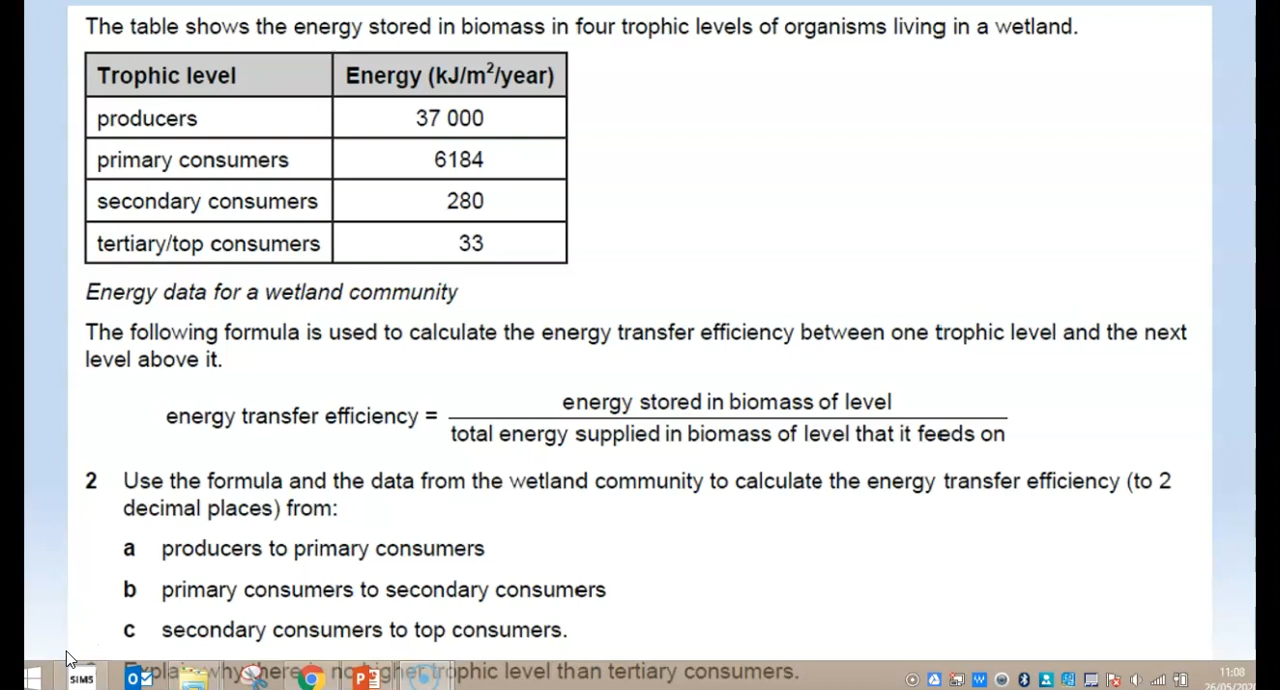 The table shows the energy stored in biomass in four trophic levels of organisms living in a wetland.
Trophic level Energy (kJ/m²/year)
producers 37 000
primary consumers 6184
secondary consumers 280
tertiary/top consumers 33
Energy data for a wetland community
The following formula is used to calculate the energy transfer efficiency between one trophic level and the next
level above it.
energy stored in biomass of level
energy transfer efficiency =
total energy supplied in biomass of level that it feeds on
2 Use the formula and the data from the wetland community to calculate the energy transfer efficiency (to 2
decimal places) from:
a producers to primary consumers
b primary consumers to secondary consumers
c secondary consumers to top consumers.
trophic level than tertiary consumers.
SIMS
11:08